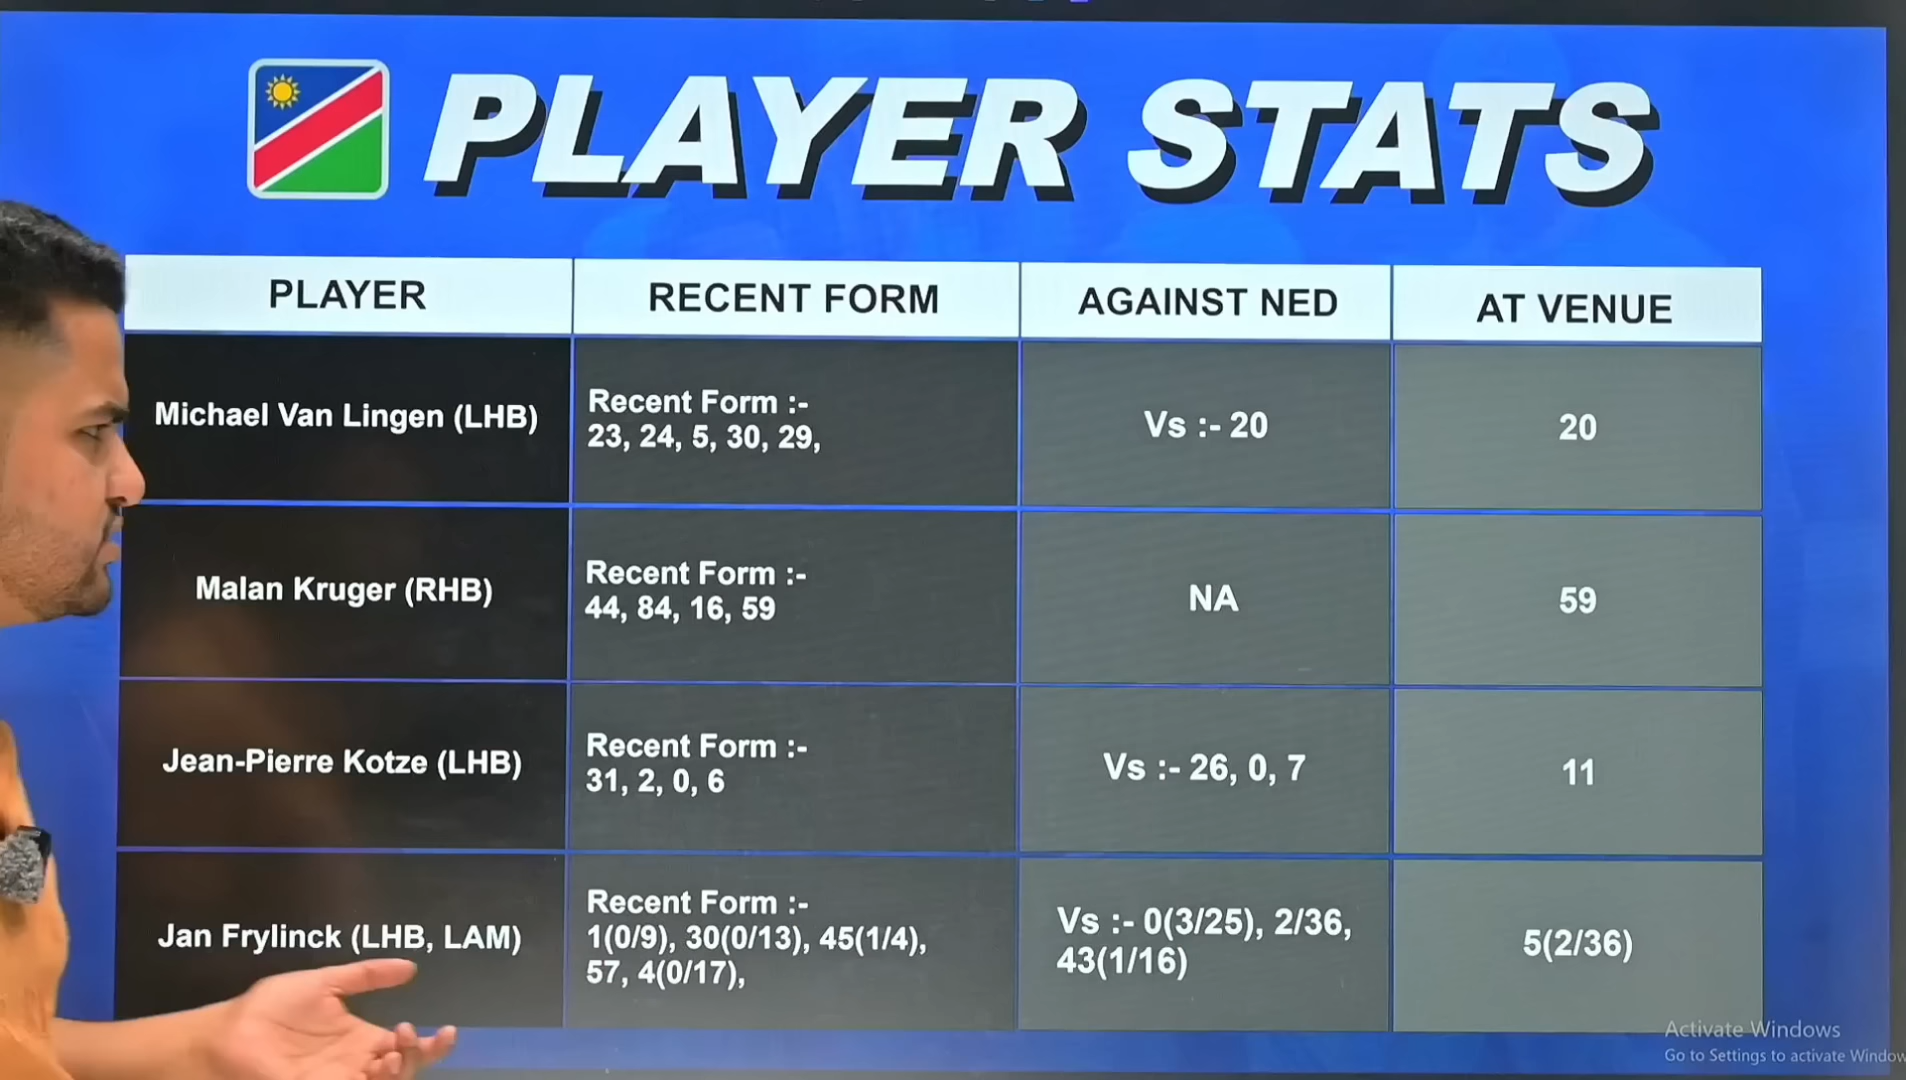 PLAYER STATS
PLAYER
RECENT FORM
AGAINST NED
AT VENUE
Michael Van Lingen (LHB)
Recent Form :-
23, 24, 5, 30, 29,
Vs :- 20
20
Malan Kruger (RHB)
Recent Form :-
44, 84, 16, 59
NA
59
Jean-Pierre Kotze (LHB)
Recent Form :-
31, 2, 0, 6
Vs :- 26, 0, 7
11
Jan Frylinck (LHB, LAM)
Recent Form :-
1(0/9), 30(0/13), 45(1/4),
57, 4(0/17),
Vs :- 0(3/25), 2/36,
43(1/16)
5(2/36)
Activate Windows
Go to Settings to activate Window